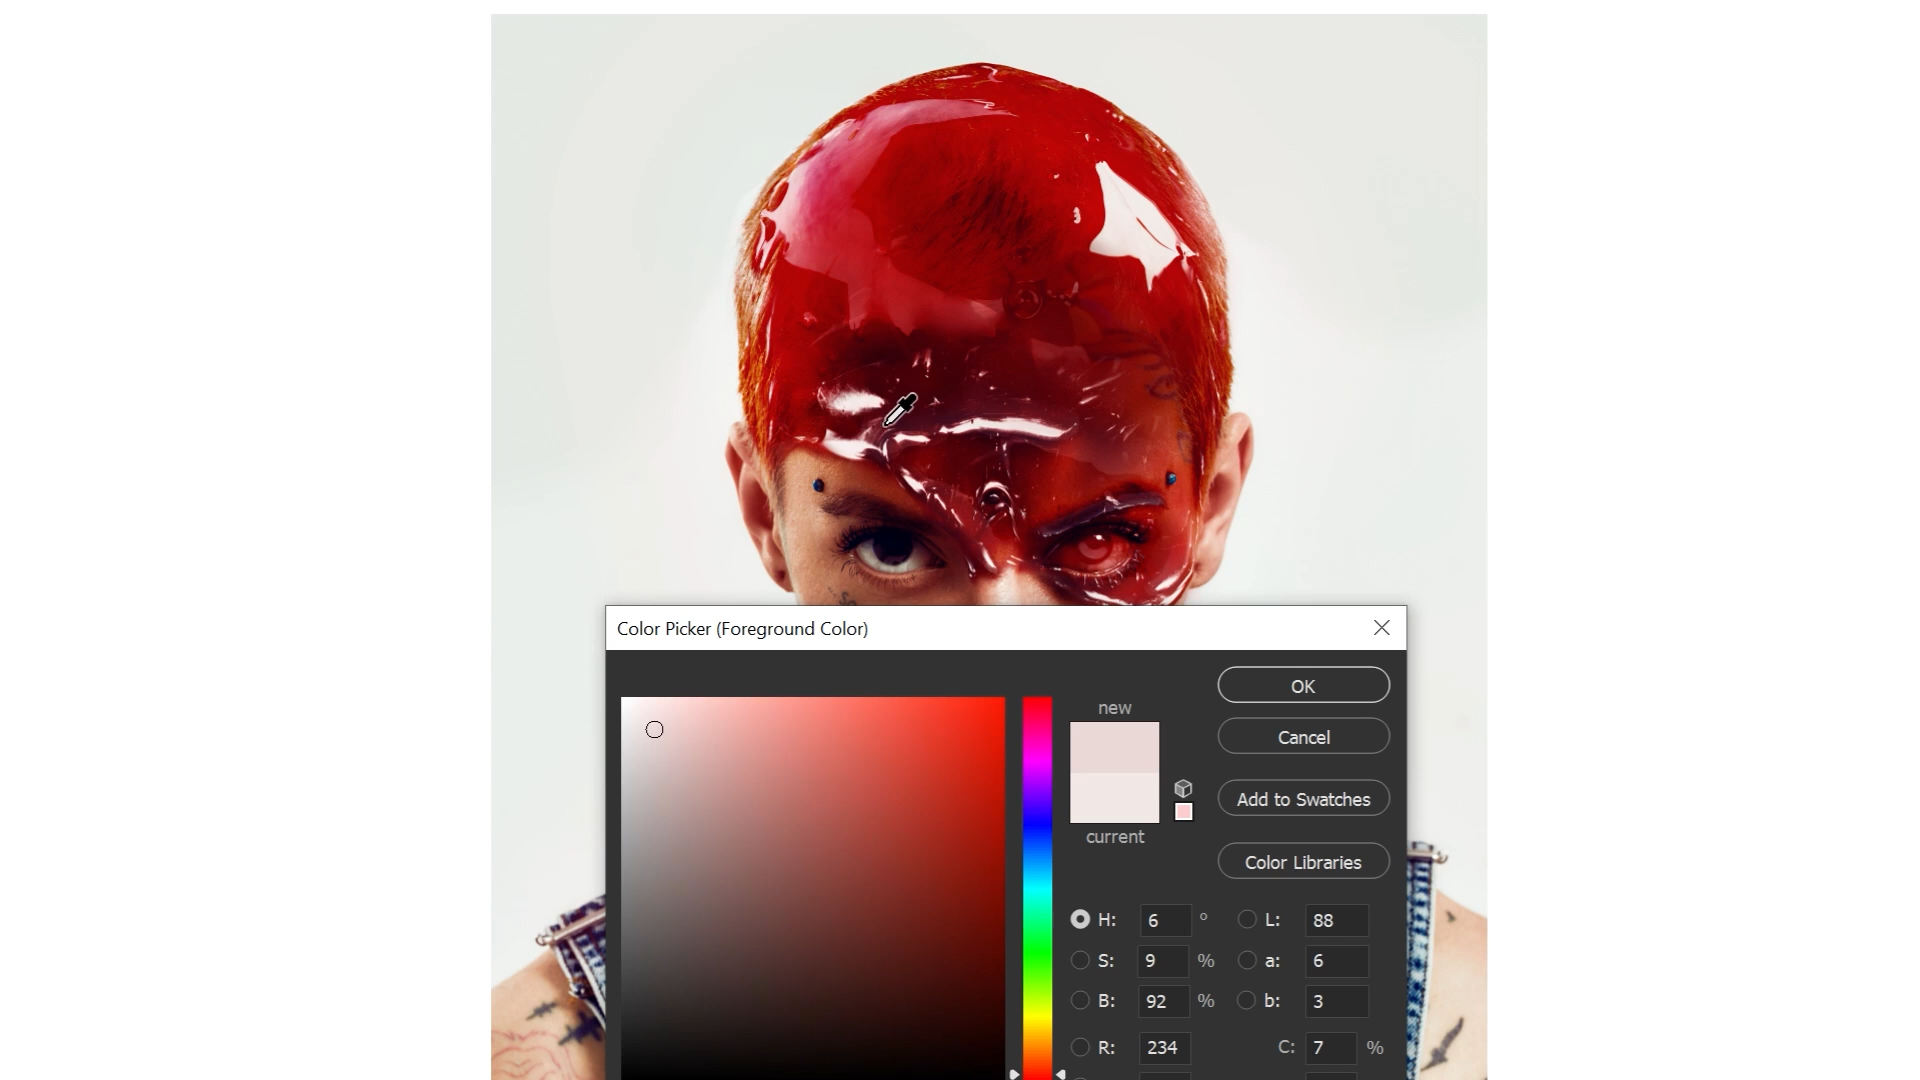 Color Picker (Foreground Color)
OK
new
Cancel
Add to Swatches
current
Color Libraries
H: 6 °
L: 88
S: 9 %
a: 6
B: 92 %
b: 3
R: 234
C: 7 %